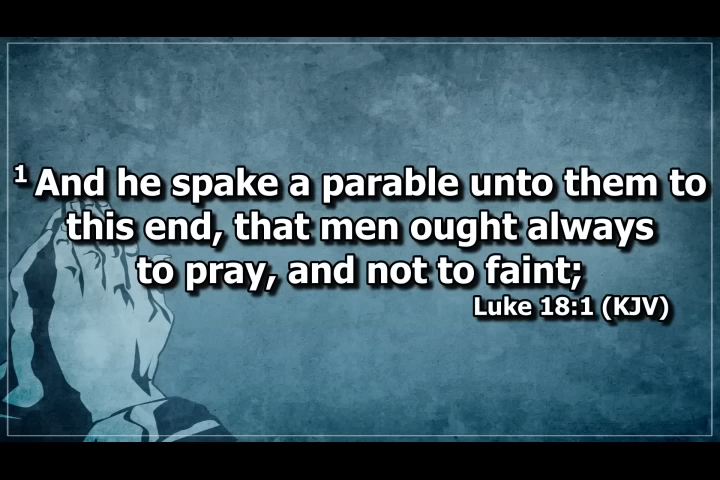 1 And he spake a parable unto them to
this end, that men ought always
to pray, and not to faint;
Luke 18:1 (KJV)